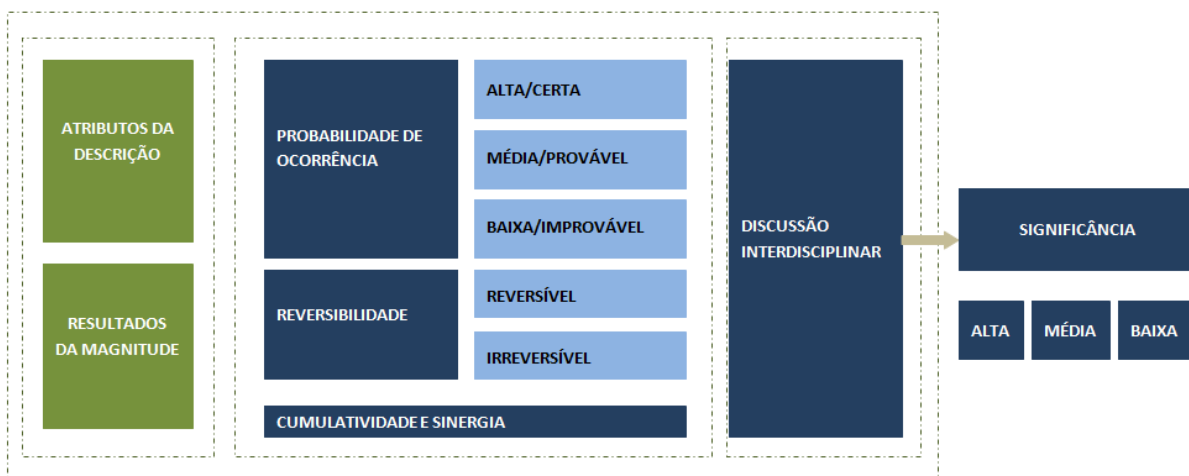 ATRIBUTOS DA
DESCRIÇÃO
RESULTADOS
DA MAGNITUDE
PROBABILIDADE DE
OCORRÊNCIA
ALTA/CERTA
MÉDIA/PROVÁVEL
BAIXA/IMPROVÁVEL
REVERSIBILIDADE
REVERSÍVEL
IRREVERSÍVEL
CUMULATIVIDADE E SINERGIA
DISCUSSÃO
INTERDISCIPLINAR
SIGNIFICÂNCIA
ALTA
MÉDIA
BAIXA